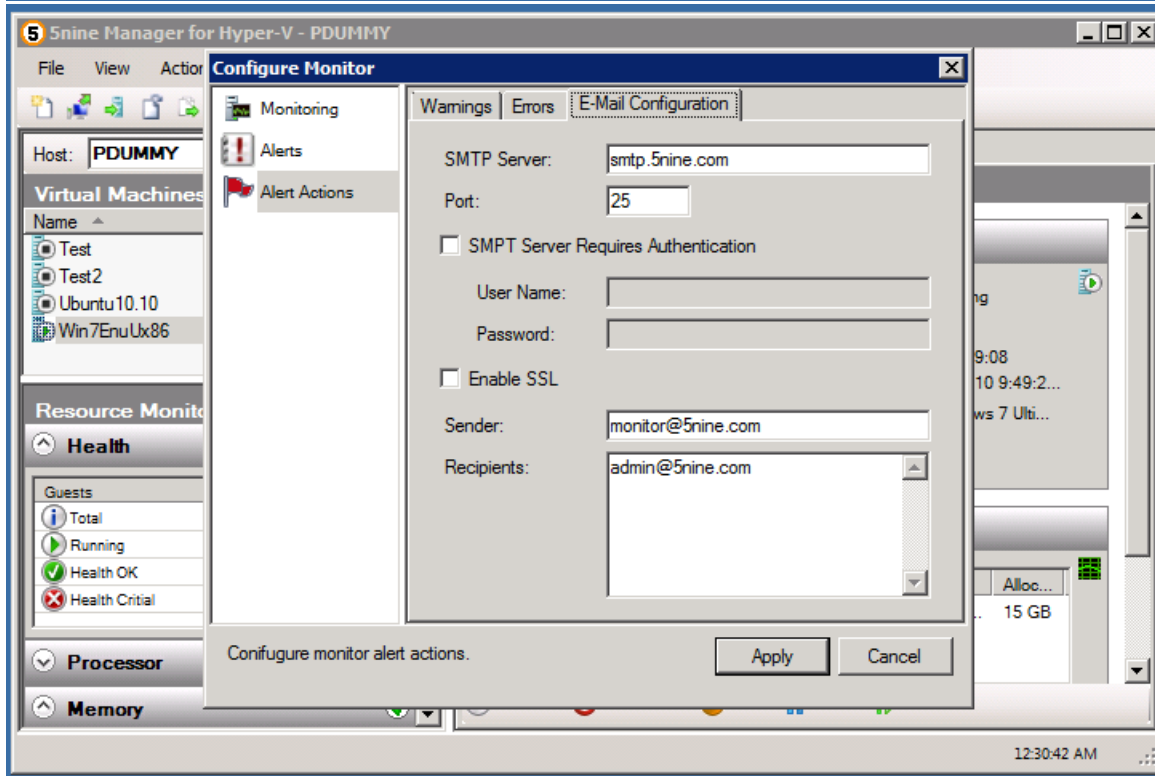 5nine Manager for Hyper-V - PDUMMY
File View Action
Configure Monitor
Monitoring
Alerts
Alert Actions
Warnings Errors E-Mail Configuration
SMTP Server: smtp.5nine.com
Port: 25
SMPT Server Requires Authentication
User Name:
Password:
Enable SSL
Sender: monitor@5nine.com
Recipients: admin@5nine.com
Conifugure monitor alert actions.
Apply Cancel
Host: PDUMMY
Virtual Machines
Name
Test
Test2
Ubuntu10.10
Win7EnuUx86
Resource Monito
Health
Guests
Total
Running
Health OK
Health Critial
Processor
Memory
ng
9:08
10 9:49:2...
ws 7 Ulti...
Alloc...
.. 15 GB
12:30:42 AM